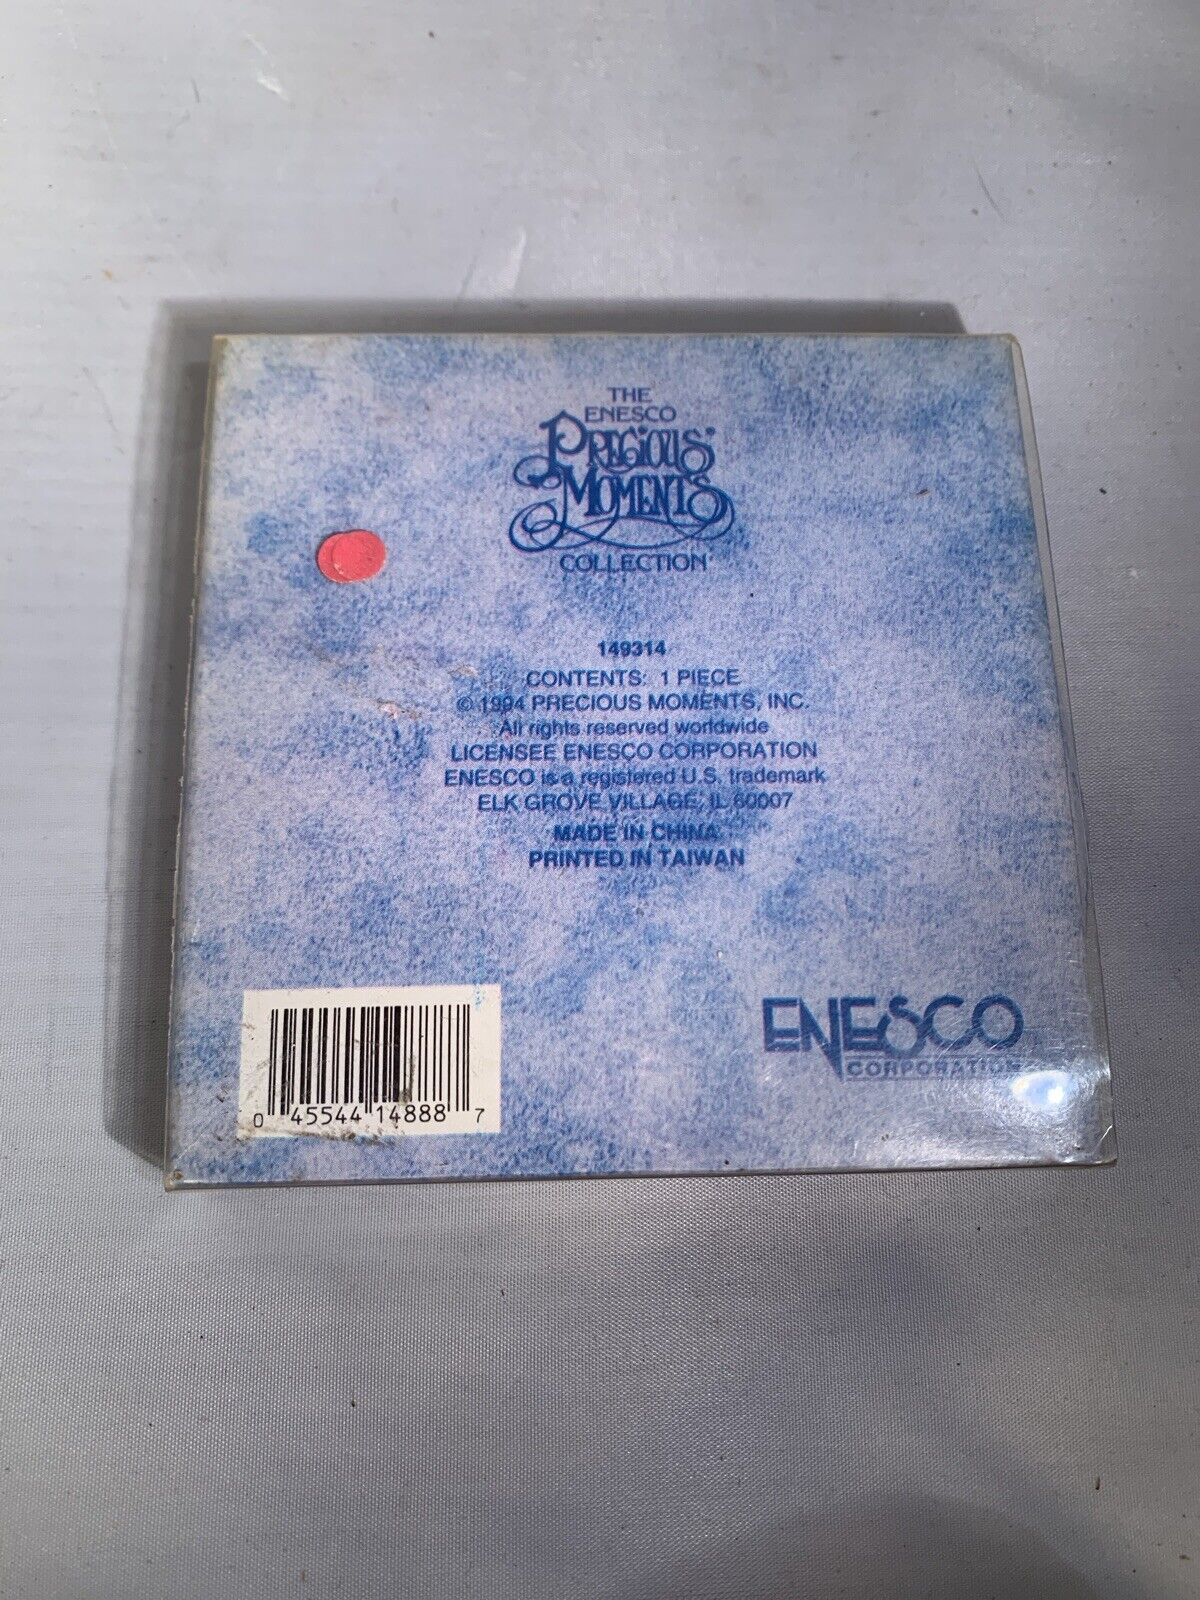 THE
ENESCO
PRECIOUS
MOMENTS
COLLECTION
149314
CONTENTS: 1 PIECE
© 1994 PRECIOUS MOMENTS, INC.
All rights reserved worldwide
LICENSEE ENESCO CORPORATION
ENESCO is a registered U.S. trademark
ELK GROVE VILLAGE, IL 60007
MADE IN CHINA
PRINTED IN TAIWAN
ENESCO
CORPORATION
0 45544 14888 7